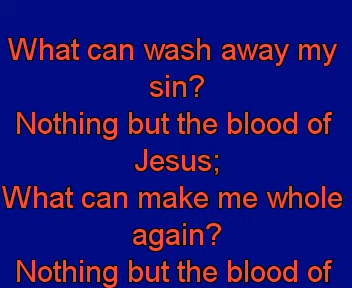 What can wash away my
sin?
Nothing but the blood of
Jesus;
What can make me whole
again?
Nothing but the blood of